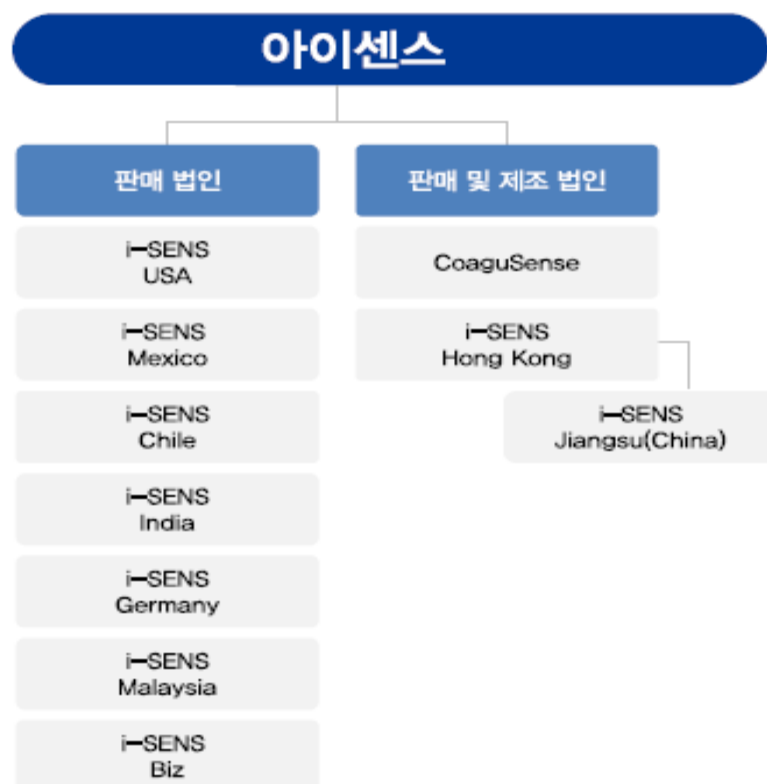 아이센스
판매 법인
i-SENS
USA
i-SENS
Mexico
i-SENS
Chile
i-SENS
India
i-SENS
Germany
i-SENS
Malaysia
i-SENS
Biz
판매 및 제조 법인
CoaguSense
i-SENS
Hong Kong
i-SENS
Jiangsu(China)